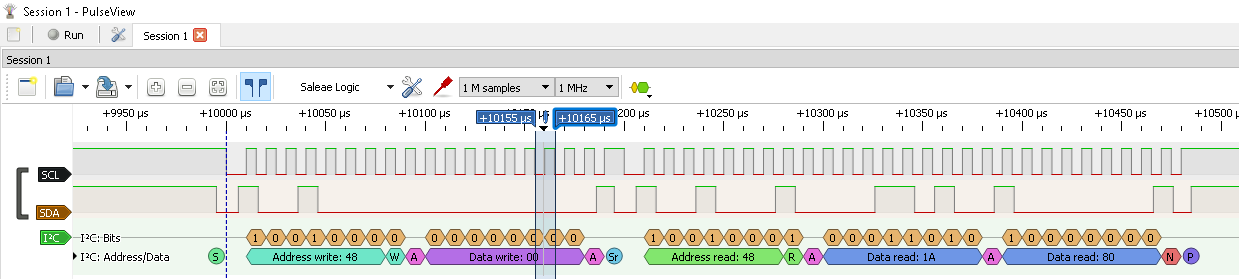 Session 1 - PulseView
Run
Session 1
Session 1
Saleae Logic
1 M samples
1 MHz
+9950 µs +10000 µs +10050 µs +10100 µs +10155 µs +10165 µs 200 µs +10250 µs +10300 µs +10350 µs +10400 µs +10450 µs +10500 µs
SCL
SDA
I²C I²C: Bits 1 0 0 1 0 0 0 0 0 0 0 0 0 0 0 0 1 0 0 1 0 0 0 1 0 0 0 1 1 0 1 0 1 0 0 0 0 0 0 0
I²C: Address/Data S Address write: 48 W A Data write: 00 A Sr Address read: 48 R A Data read: 1A A Data read: 80 N P